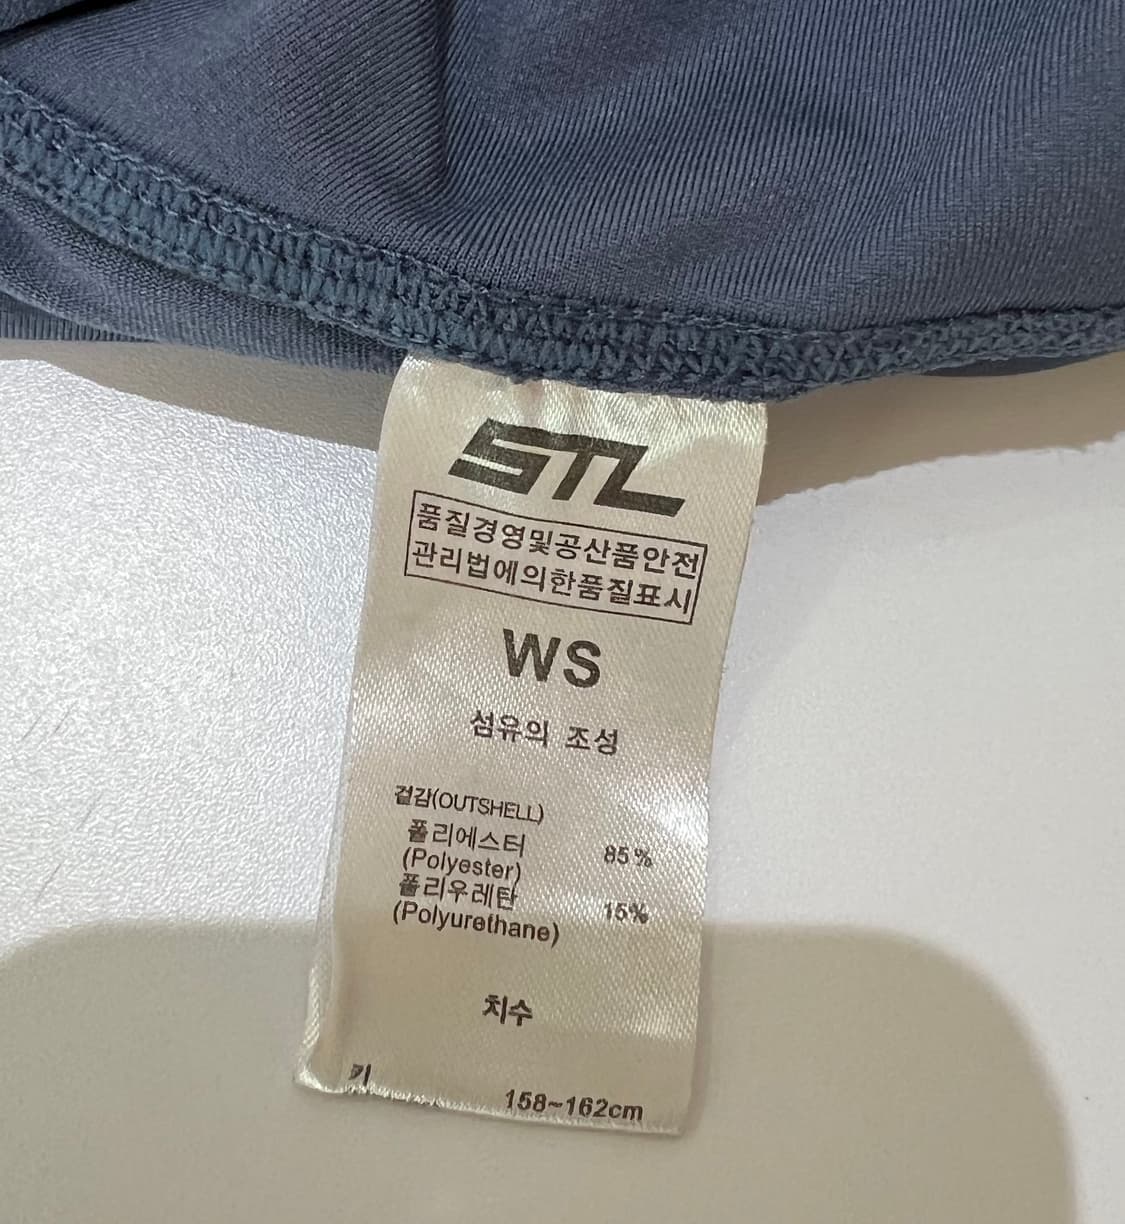 STL
품질경영및공산품안전
관리법에의한품질표시
WS
섬유의 조성
겉감(OUTSHELL)
폴리에스터 85%
(Polyester)
폴리우레탄 15%
(Polyurethane)
치수
키 158~162cm